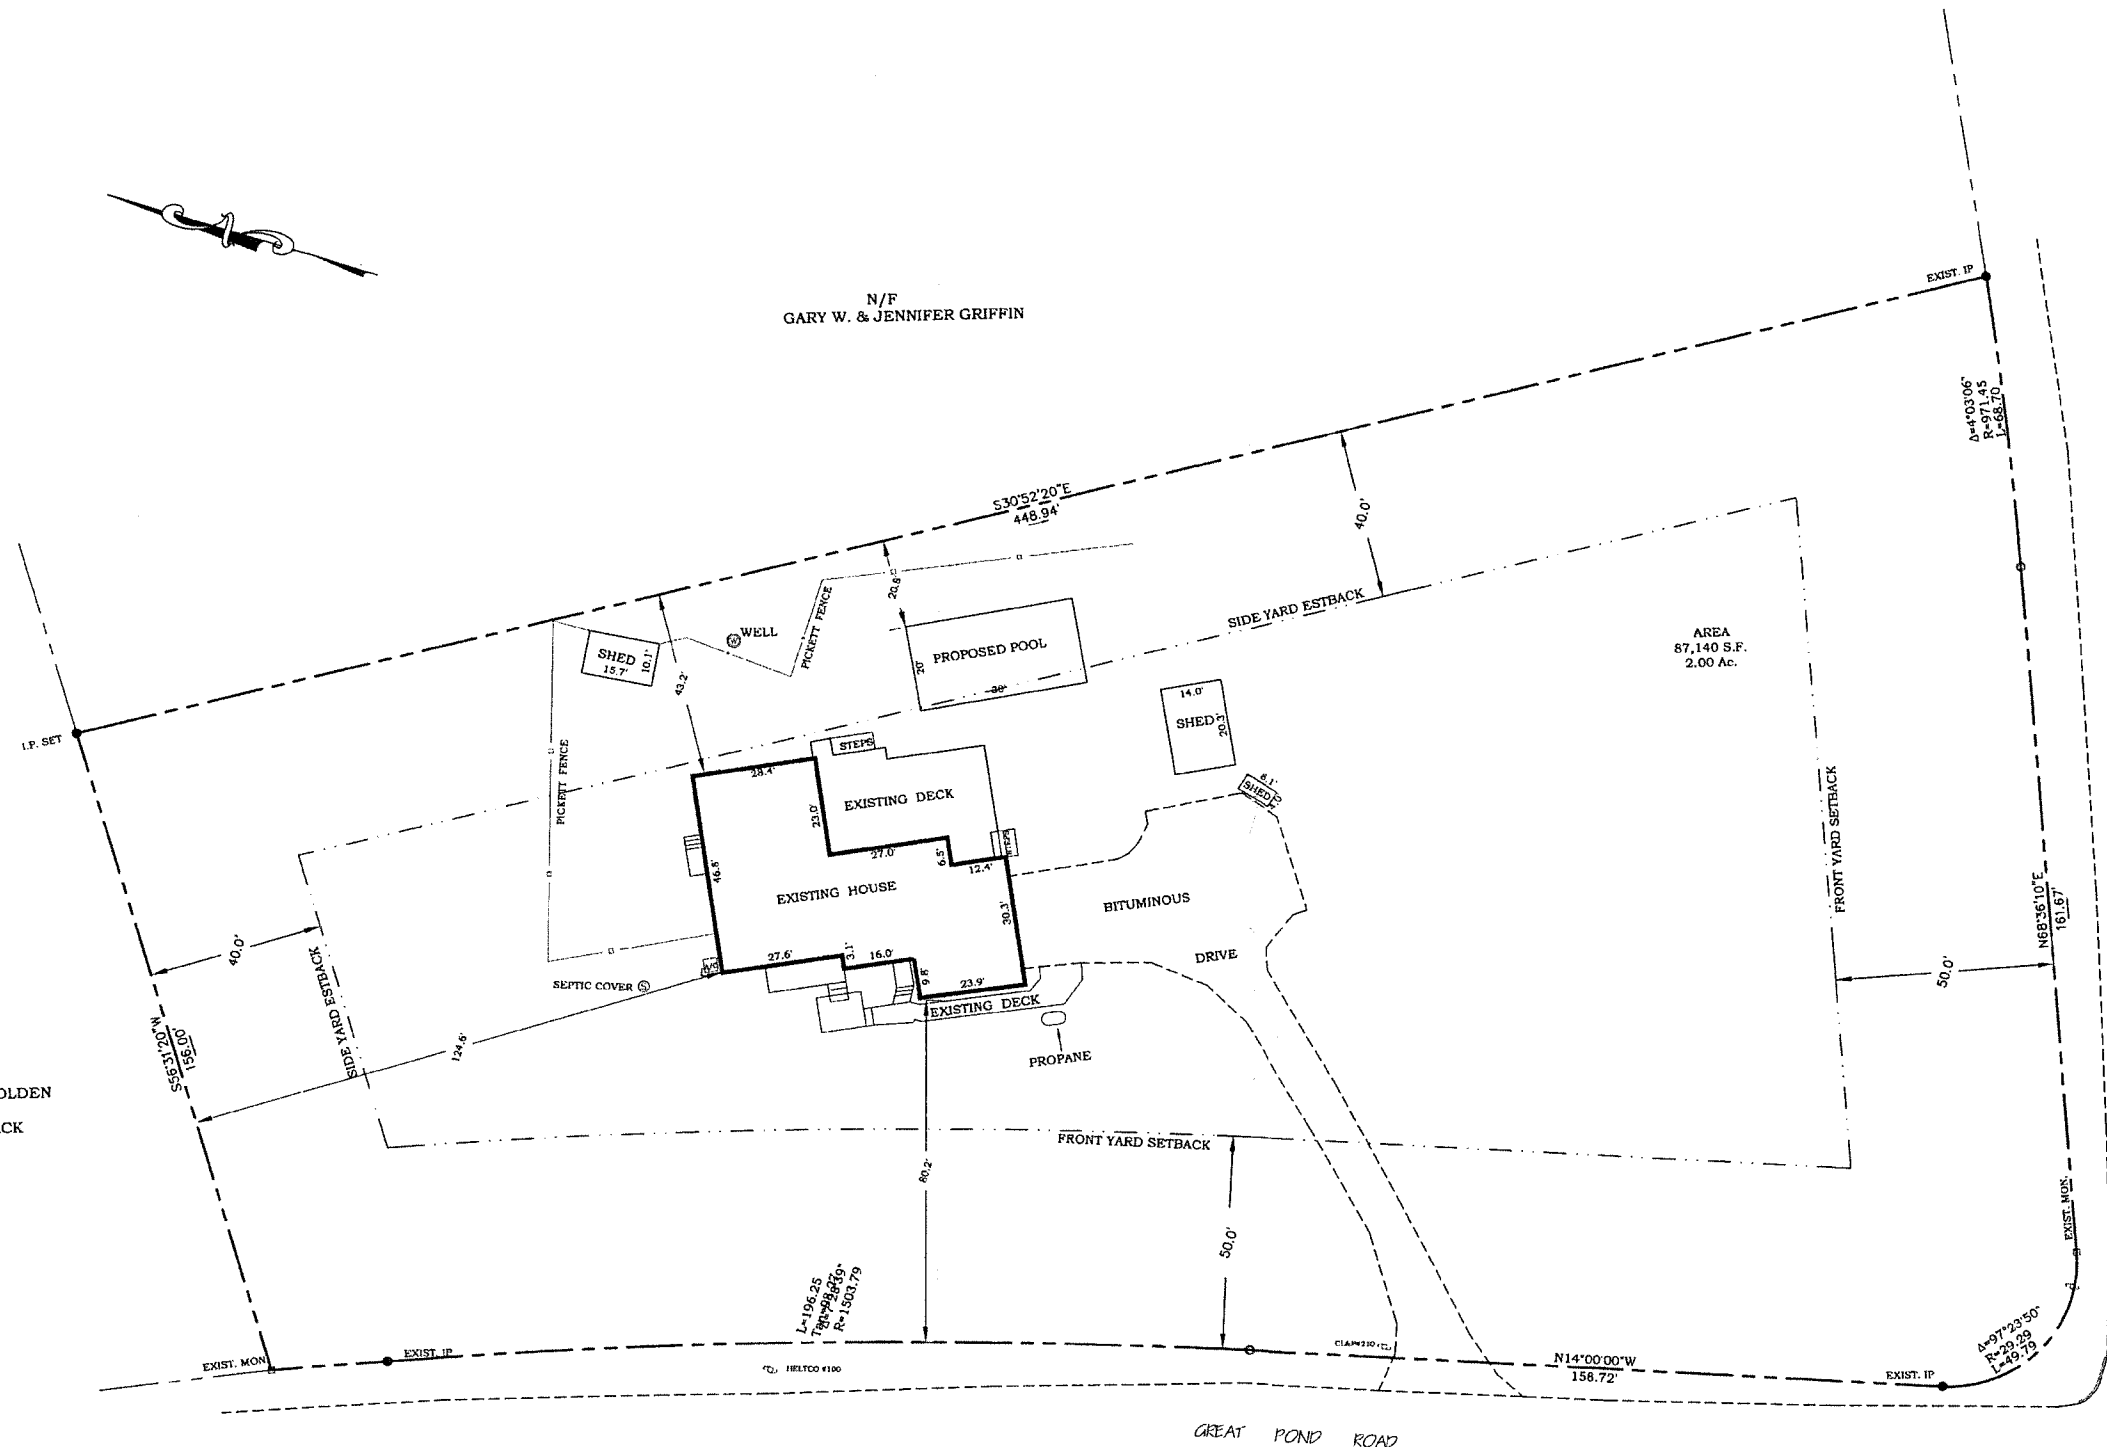 N/F
GARY W. & JENNIFER GRIFFIN
EXIST. IP
Δ=4°03'06"
R=971.45
L=68.70
S30°52'20"E
448.94'
40.0'
20.8'
SIDE YARD ESTBACK
AREA
87,140 S.F.
2.00 Ac.
WELL
W
PICKETT FENCE
SHED
15.7'
10.1'
43.2'
PROPOSED POOL
20'
14.0'
SHED
20.3'
I.P. SET
PICKETT FENCE
STEPS
28.4'
EXISTING DECK
23.0'
27.0'
6.5'
12.4'
STEPS
8.1'
SHED
FRONT YARD SETBACK
46.8'
EXISTING HOUSE
30.3'
BITUMINOUS
DRIVE
N68°36'10"E
161.67'
50.0'
40.0'
SIDE YARD ESTBACK
27.6'
3.1'
16.0'
9.8'
23.9'
SEPTIC COVER
S
EXISTING DECK
PROPANE
S56°31'20"W
156.00'
124.6'
OLDEN
CK
FRONT YARD SETBACK
80.2'
50.0'
EXIST. MON.
L=196.25
R=1503.79
EXIST. MON.
EXIST. IP
HELTCO #100
N14°00'00"W
158.72'
EXIST. IP
Δ=97°23'50"
R=29.29
L=49.79
GREAT POND ROAD